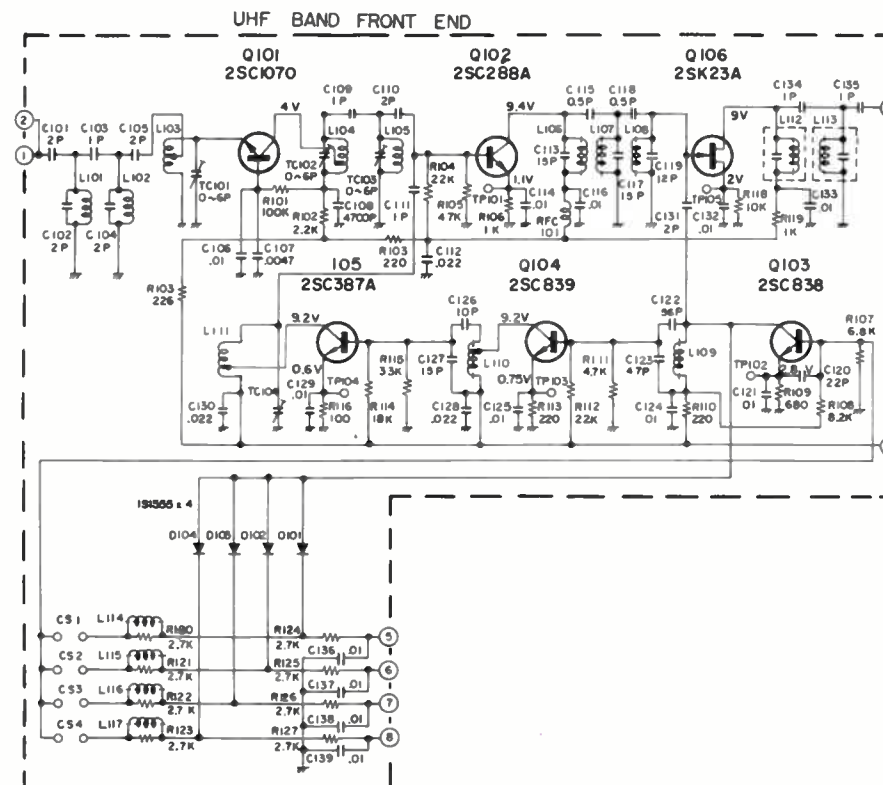 UHF BAND FRONT END
Q101
2SC1070
Q102
2SC288A
Q106
2SK23A
C109
1P
C110
2P
C115
0.5P
C118
0.5P
C134
1P
C135
1P
4V
9.4V
9V
2
1
C101
2P
C103
1P
C105
2P
L103
L104
L105
L106
L107
L108
L112
L113
L101
L102
TC101
0~6P
TC102
0~6P
TC103
0~6P
R104
22K
C113
15P
C119
12P
C117
15P
1.1V
TP101
C114
.01
C116
.01
2V
TP105
R118
10K
C133
.01
C102
2P
C104
2P
R101
100K
R102
2.2K
C108
4700P
C111
1P
R105
47K
R106
1K
RFC
101
C131
2P
C132
.01
R119
1K
C106
.01
C107
.0047
R103
220
C112
.022
R103
226
105
2SC387A
Q104
2SC839
Q103
2SC838
L111
9.2V
C126
10P
9.2V
C122
56P
R107
6.8K
0.6V
TP104
R115
33K
C127
15P
L110
0.75V
TP103
R111
4.7K
C123
47P
L109
TP102
2.8 V
C120
22P
C130
.022
TC104
C129
.01
R116
100
R114
18K
C128
.022
C125
.01
R113
220
R112
22K
C124
.01
R110
220
C121
.01
R109
680
R108
8.2K
1S1555 x 4
D104
D103
D102
D101
CS1
L114
R180
2.7K
R124
2.7K
5
C136
.01
CS2
L115
R121
2.7K
R125
2.7K
6
C137
.01
CS3
L116
R122
2.7K
R126
2.7K
7
C138
.01
CS4
L117
R123
2.7K
R127
2.7K
8
C139
.01